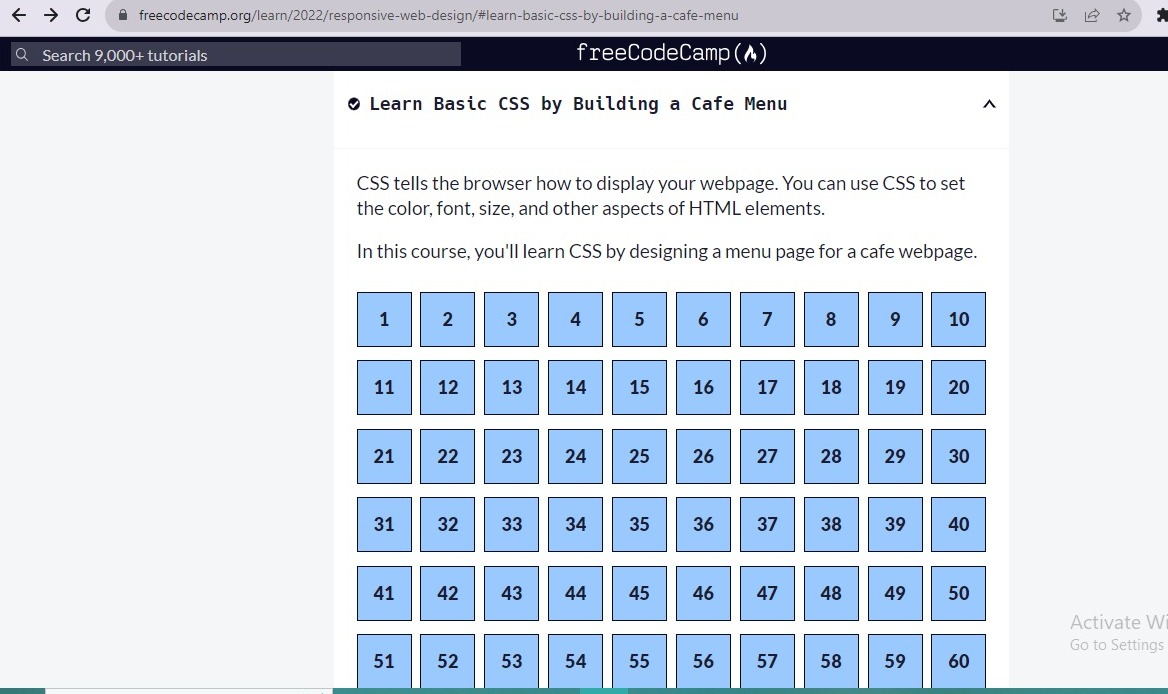 freecodecamp.org/learn/2022/responsive-web-design/#learn-basic-css-by-building-a-cafe-menu
Search 9,000+ tutorials
freeCodeCamp
Learn Basic CSS by Building a Cafe Menu
CSS tells the browser how to display your webpage. You can use CSS to set
the color, font, size, and other aspects of HTML elements.
In this course, you'll learn CSS by designing a menu page for a cafe webpage.
1 2 3 4 5 6 7 8 9 10
11 12 13 14 15 16 17 18 19 20
21 22 23 24 25 26 27 28 29 30
31 32 33 34 35 36 37 38 39 40
41 42 43 44 45 46 47 48 49 50
51 52 53 54 55 56 57 58 59 60
Activate Wi
Go to Settings